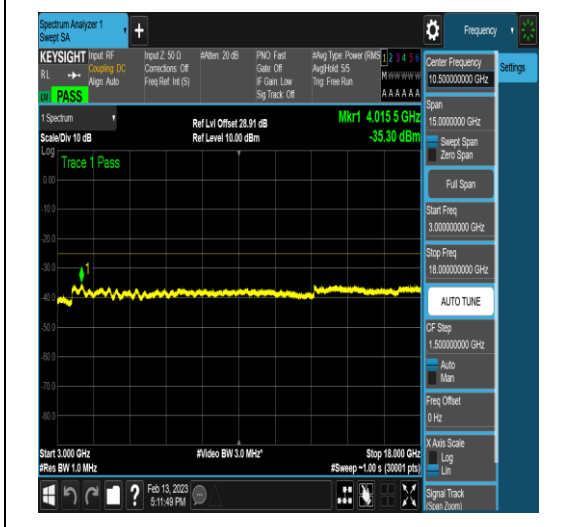 Spectrum Analyzer 1
Swept SA
+
Frequency
KEYSIGHT
RL
Input: RF
Coupling: DC
Align: Auto
Input Z: 50 Ω
Corrections: Off
Freq Ref: Int (S)
#Atten: 20 dB
PNO: Fast
Gate: Off
IF Gain: Low
Sig Track: Off
#Avg Type: Power (RMS
Avg|Hold: 5/5
Trig: Free Run
1 2 3 4 5 6
M W W W W W
A A A A A A
PASS
1 Spectrum
Scale/Div 10 dB
Ref Lvl Offset 28.91 dB
Ref Level 10.00 dBm
Mkr1 4.015 5 GHz
-35.30 dBm
Log
Trace 1 Pass
0.00
-10.0
-20.0
-30.0
-40.0
-50.0
-60.0
-70.0
-80.0
1
Start 3.000 GHz
#Res BW 1.0 MHz
#Video BW 3.0 MHz*
Stop 18.000 GHz
#Sweep ~1.00 s (30001 pts)
?
Feb 13, 2023
5:11:49 PM
Center Frequency
10.500000000 GHz
Settings
Span
15.0000000 GHz
Swept Span
Zero Span
Full Span
Start Freq
3.000000000 GHz
Stop Freq
18.000000000 GHz
AUTO TUNE
CF Step
1.500000000 GHz
Auto
Man
Freq Offset
0 Hz
X Axis Scale
Log
Lin
Signal Track
(Span Zoom)